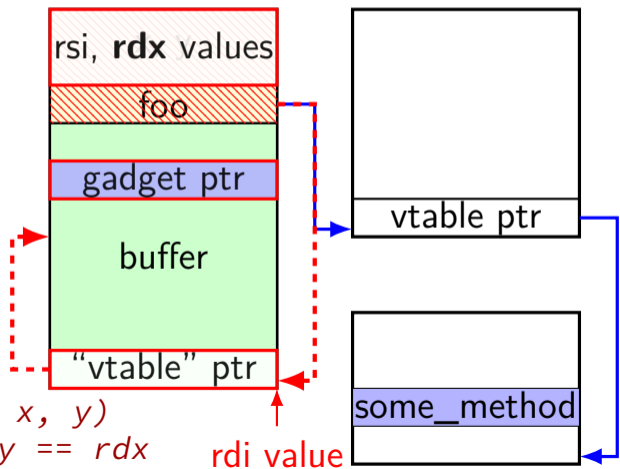 rsi, rdx values
foo
gadget ptr
buffer
“vtable” ptr
vtable ptr
some_method
x, y)
y == rdx
rdi value